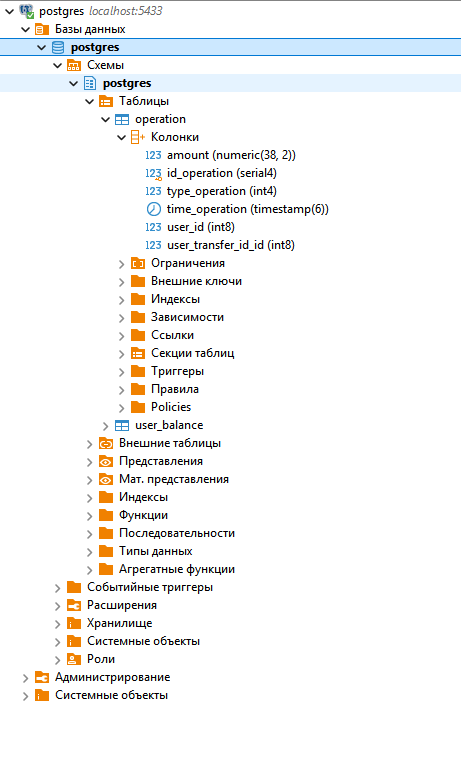 postgres localhost:5433
Базы данных
postgres
Схемы
postgres
Таблицы
operation
Колонки
123 amount (numeric(38, 2))
123 id_operation (serial4)
123 type_operation (int4)
time_operation (timestamp(6))
123 user_id (int8)
123 user_transfer_id_id (int8)
Ограничения
Внешние ключи
Индексы
Зависимости
Ссылки
Секции таблиц
Триггеры
Правила
Policies
user_balance
Внешние таблицы
Представления
Мат. представления
Индексы
Функции
Последовательности
Типы данных
Агрегатные функции
Событийные триггеры
Расширения
Хранилище
Системные объекты
Роли
Администрирование
Системные объекты